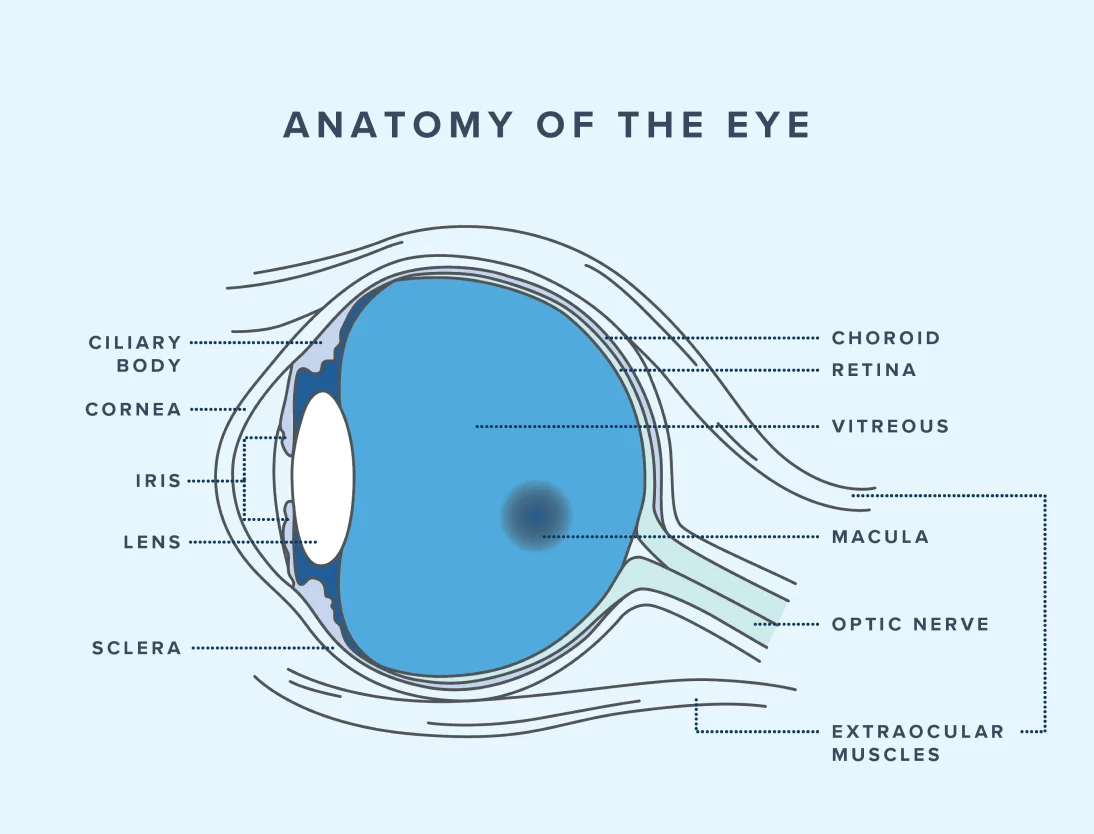 ANATOMY OF THE EYE
CILIARY
BODY
CORNEA
IRIS
LENS
SCLERA
CHOROID
RETINA
VITREOUS
MACULA
OPTIC NERVE
EXTRAOCULAR
MUSCLES